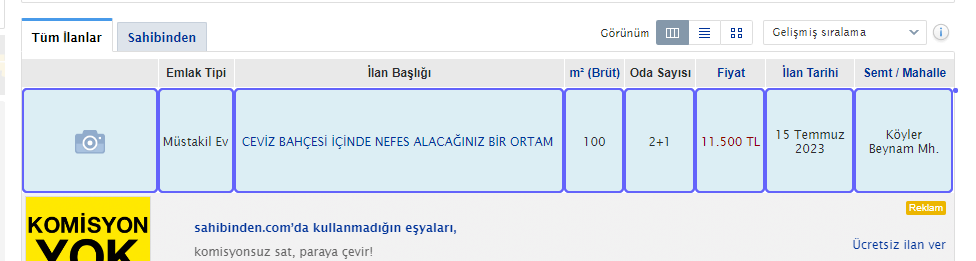 Tüm İlanlar
Sahibinden
Görünüm
Gelişmiş sıralama
i
Emlak Tipi
İlan Başlığı
m² (Brüt)
Oda Sayısı
Fiyat
İlan Tarihi
Semt / Mahalle
Müstakil Ev
CEVİZ BAHÇESİ İÇİNDE NEFES ALACAĞINIZ BİR ORTAM
100
2+1
11.500 TL
15 Temmuz
2023
Köyler
Beynam Mh.
KOMİSYON
YOK
sahibinden.com'da kullanmadığın eşyaları,
komisyonsuz sat, paraya çevir!
Reklam
Ücretsiz ilan ver